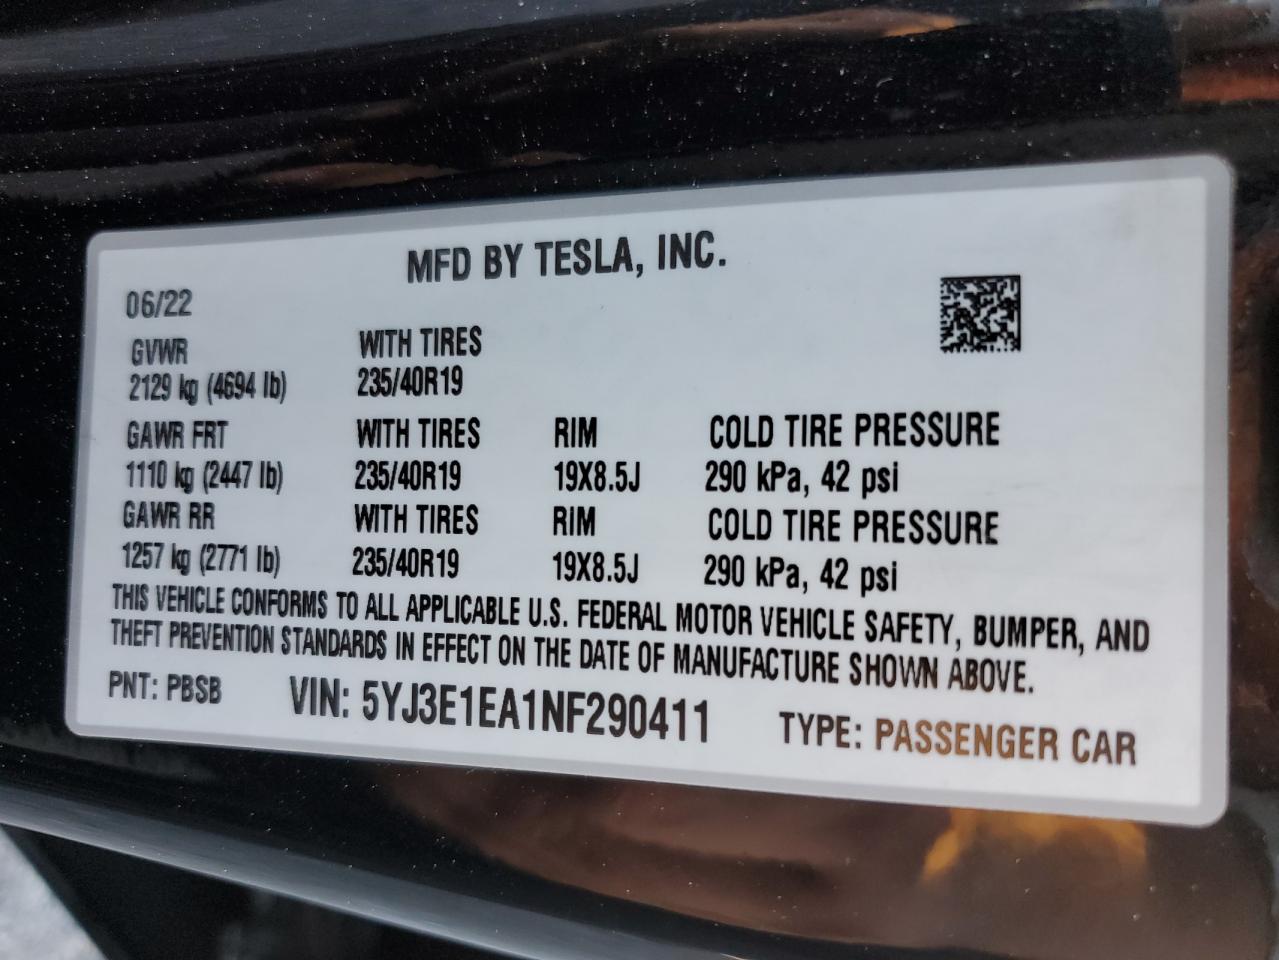 MFD BY TESLA, INC.
06/22
GVWR WITH TIRES
2129 kg (4694 lb) 235/40R19
GAWR FRT WITH TIRES RIM COLD TIRE PRESSURE
1110 kg (2447 lb) 235/40R19 19X8.5J 290 kPa, 42 psi
GAWR RR WITH TIRES RIM COLD TIRE PRESSURE
1257 kg (2771 lb) 235/40R19 19X8.5J 290 kPa, 42 psi
THIS VEHICLE CONFORMS TO ALL APPLICABLE U.S. FEDERAL MOTOR VEHICLE SAFETY, BUMPER, AND
THEFT PREVENTION STANDARDS IN EFFECT ON THE DATE OF MANUFACTURE SHOWN ABOVE.
PNT: PBSB VIN: 5YJ3E1EA1NF290411 TYPE: PASSENGER CAR